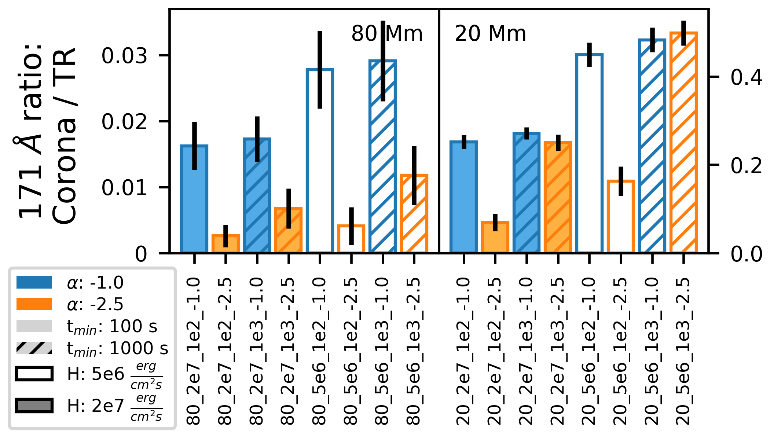 171 Å ratio:
Corona / TR
0.03
0.02
0.01
0
80 Mm
20 Mm
0.4
0.2
0.0
80_2e7_1e2_-1.0
80_2e7_1e2_-2.5
80_2e7_1e3_-1.0
80_2e7_1e3_-2.5
80_5e6_1e2_-1.0
80_5e6_1e2_-2.5
80_5e6_1e3_-1.0
80_5e6_1e3_-2.5
20_2e7_1e2_-1.0
20_2e7_1e2_-2.5
20_2e7_1e3_-1.0
20_2e7_1e3_-2.5
20_5e6_1e2_-1.0
20_5e6_1e2_-2.5
20_5e6_1e3_-1.0
20_5e6_1e3_-2.5
α: -1.0
α: -2.5
t_min: 100 s
t_min: 1000 s
H: 5e6 erg/cm²s
H: 2e7 erg/cm²s